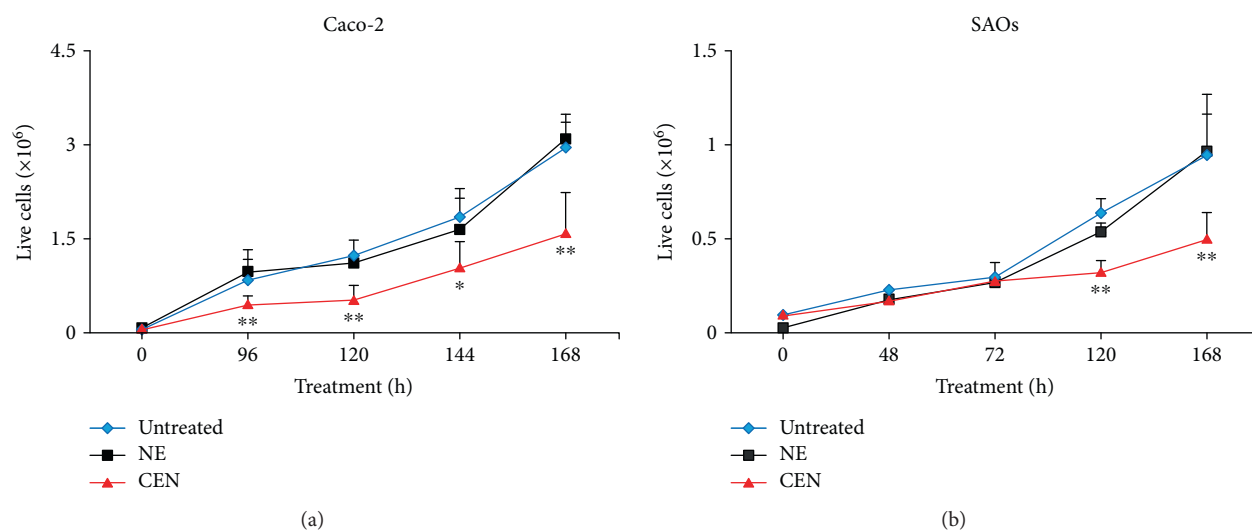 Caco-2
4.5
3
1.5
0
Live cells (×10⁶)
**
**
*
**
0 96 120 144 168
Treatment (h)
Untreated
NE
CEN
(a)
SAOs
1.5
1
0.5
0
Live cells (×10⁶)
**
**
0 48 72 120 168
Treatment (h)
Untreated
NE
CEN
(b)